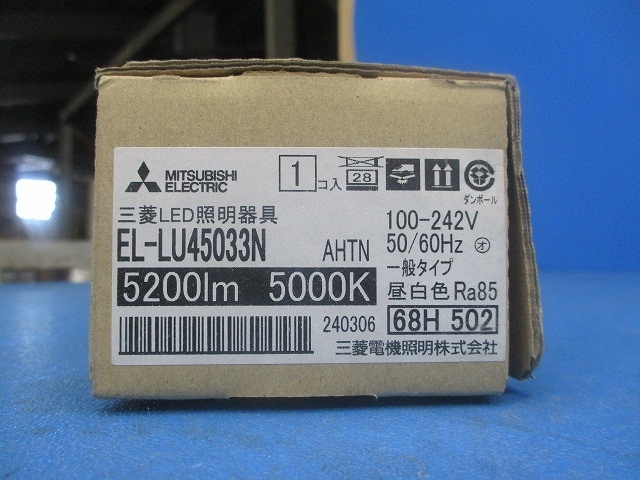 MITSUBISHI ELECTRIC
1 コ入
28
ダンボール
三菱LED照明器具
EL-LU45033N AHTN
5200lm 5000K
240306
100-242V
50/60Hz オ
一般タイプ
昼白色 Ra85
68H 502
三菱電機照明株式会社